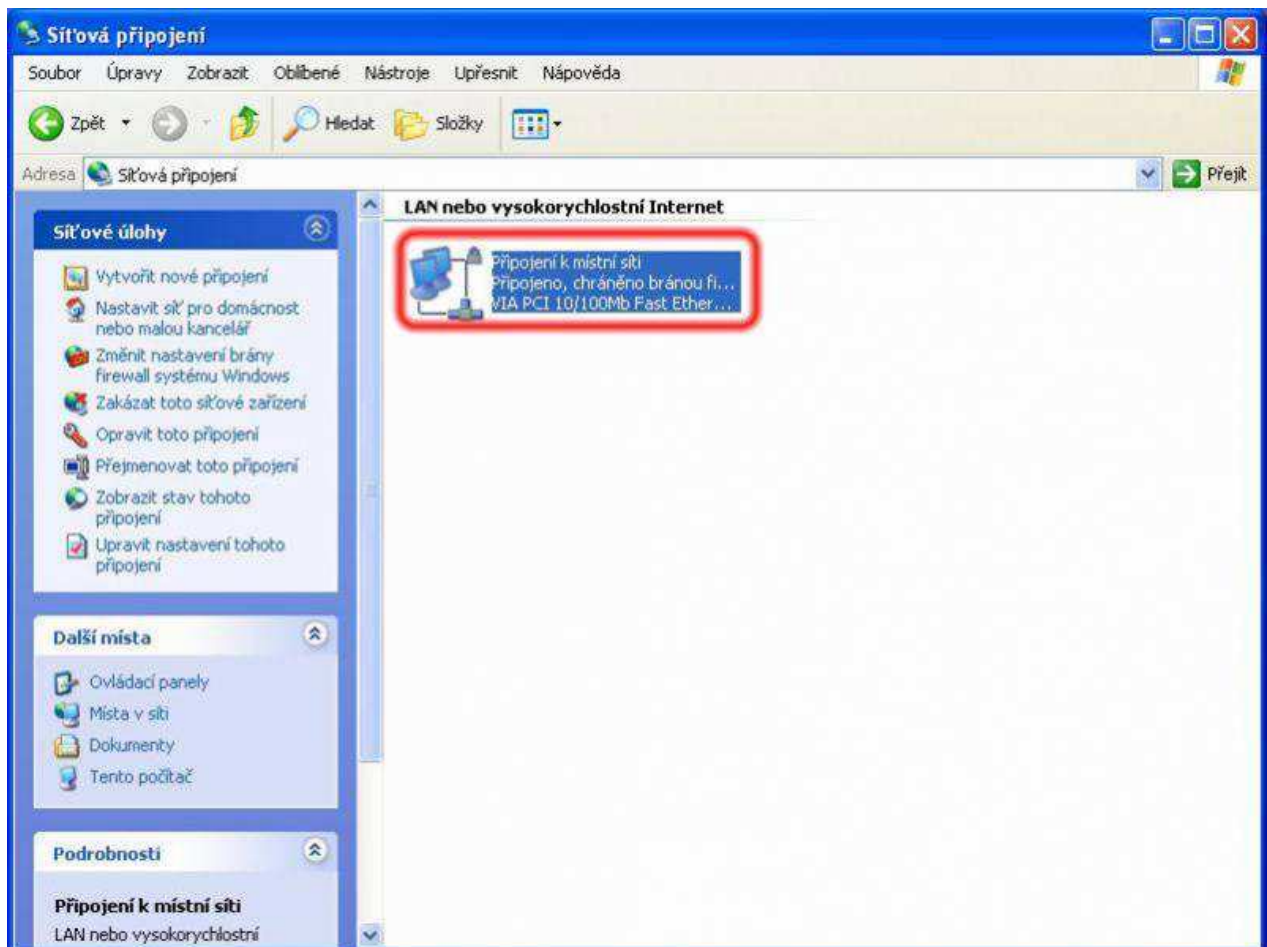 Síťová připojení
Soubor Úpravy Zobrazit Oblíbené Nástroje Upřesnit Nápověda
Zpět Hledat Složky
Adresa Síťová připojení Přejít
Síťové úlohy
Vytvořit nové připojení
Nastavit síť pro domácnost
nebo malou kancelář
Změnit nastavení brány
firewall systému Windows
Zakázat toto síťové zařízení
Opravit toto připojení
Přejmenovat toto připojení
Zobrazit stav tohoto
připojení
Upravit nastavení tohoto
připojení
Další místa
Ovládací panely
Místa v síti
Dokumenty
Tento počítač
Podrobnosti
Připojení k místní síti
LAN nebo vysokorychlostní
LAN nebo vysokorychlostní Internet
Připojení k místní síti
Připojeno, chráněno bránou fi...
VIA PCI 10/100Mb Fast Ether...